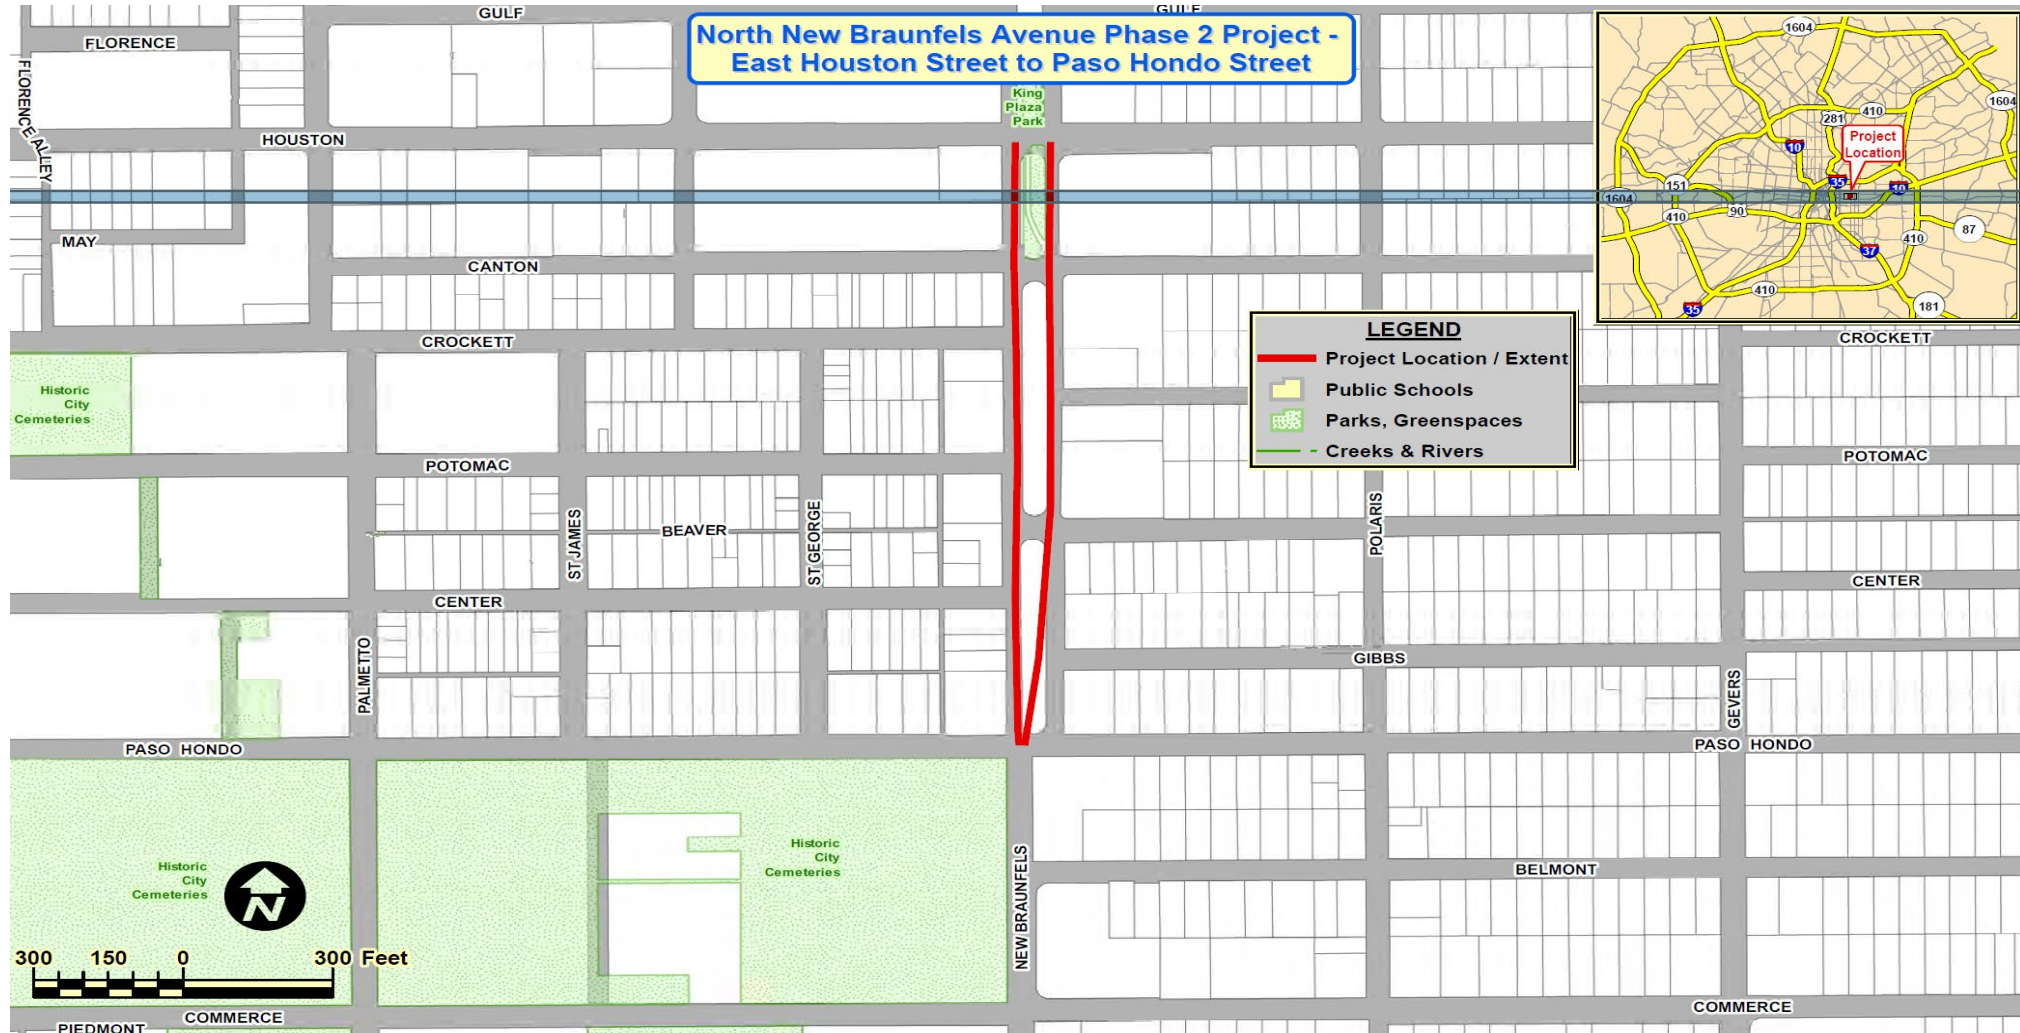 GULF
GULF
FLORENCE
North New Braunfels Avenue Phase 2 Project -
East Houston Street to Paso Hondo Street
1604
1604
410
281
10
Project
Location
35
10
151
1604
410
90
87
410
37
410
181
35
FLORENCE ALLEY
King
Plaza
Park
HOUSTON
MAY
CANTON
CROCKETT
CROCKETT
LEGEND
Project Location / Extent
Public Schools
Parks, Greenspaces
Creeks & Rivers
Historic
City
Cemeteries
POTOMAC
POTOMAC
ST JAMES
BEAVER
ST GEORGE
POLARIS
CENTER
CENTER
PALMETTO
GIBBS
GEVERS
PASO HONDO
PASO HONDO
Historic
City
Cemeteries
Historic
City
Cemeteries
N
NEW BRAUNFELS
BELMONT
300 150 0 300 Feet
COMMERCE
COMMERCE
PIEDMONT